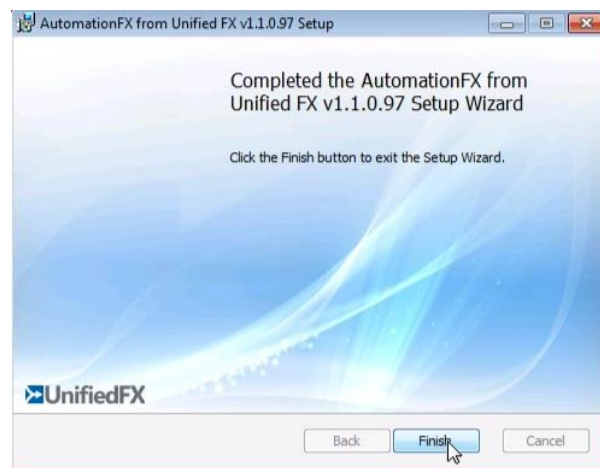 AutomationFX from Unified FX v1.1.0.97 Setup
Completed the AutomationFX from
Unified FX v1.1.0.97 Setup Wizard
Click the Finish button to exit the Setup Wizard.
UnifiedFX
Back Finish Cancel